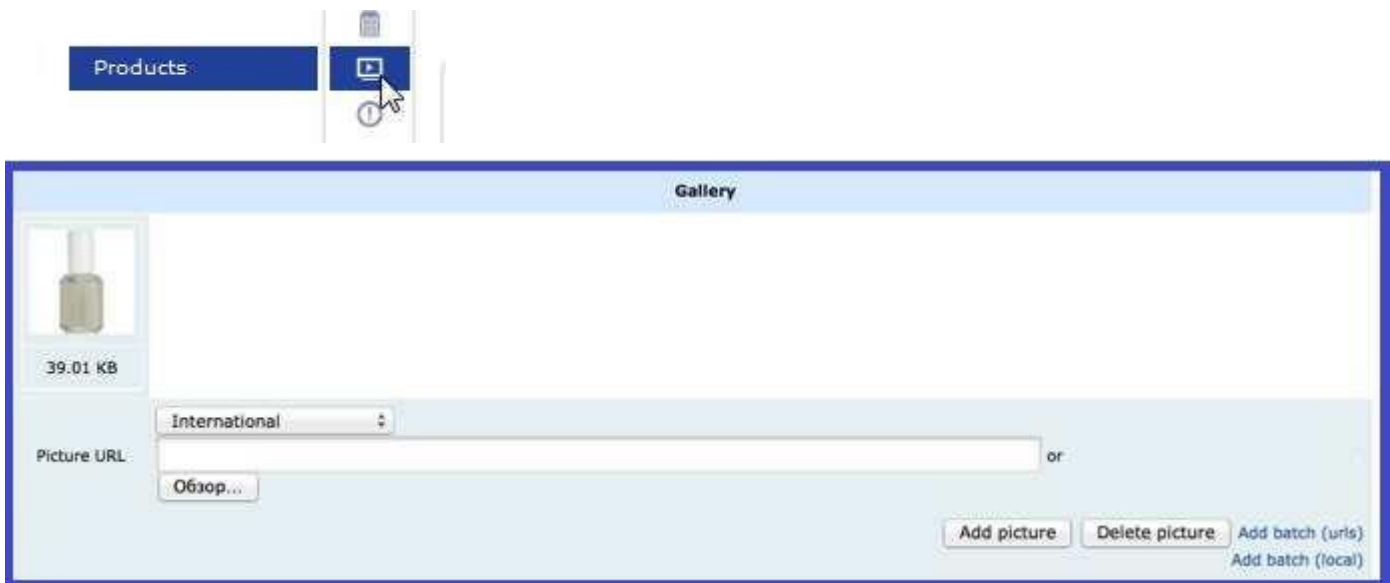 Products
Gallery
39.01 KB
International
Picture URL
or
Обзор...
Add picture Delete picture Add batch (urls)
Add batch (local)